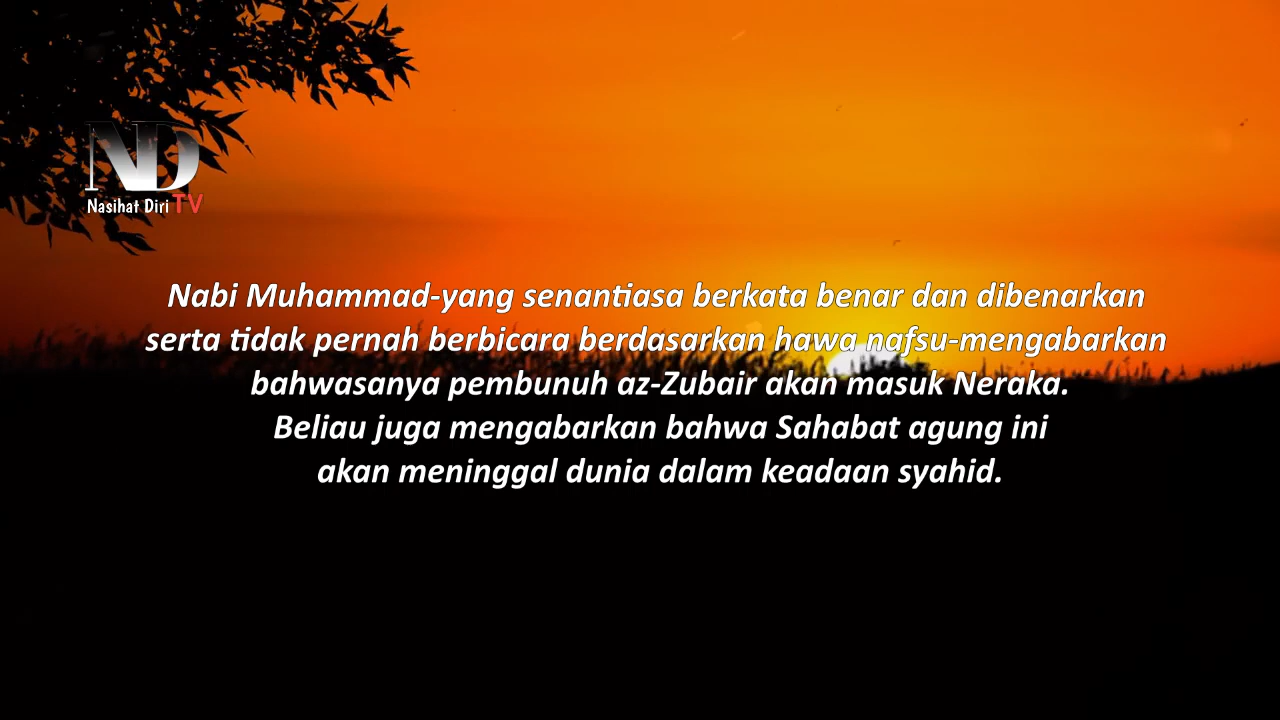 ND
Nasihat Diri TV
Nabi Muhammad-yang senantiasa berkata benar dan dibenarkan
serta tidak pernah berbicara berdasarkan hawa nafsu-mengabarkan
bahwasanya pembunuh az-Zubair akan masuk Neraka.
Beliau juga mengabarkan bahwa Sahabat agung ini
akan meninggal dunia dalam keadaan syahid.